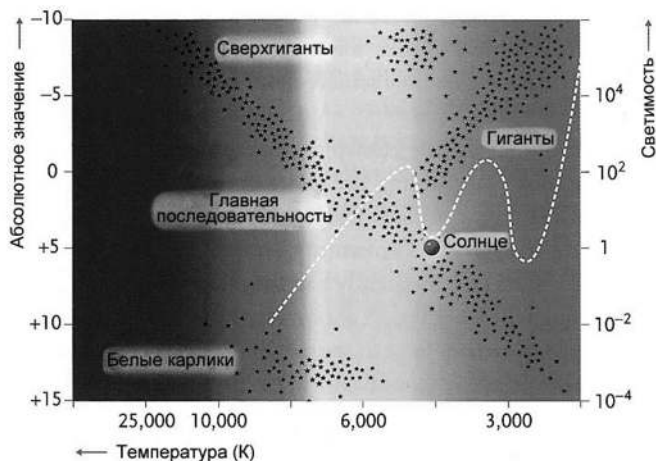 Абсолютное значение
−10
−5
0
+5
+10
+15
Сверхгиганты
Гиганты
Главная
последовательность
Солнце
Белые карлики
Светимость
10⁴
10²
1
10⁻²
10⁻⁴
25,000 10,000 6,000 3,000
Температура (К)